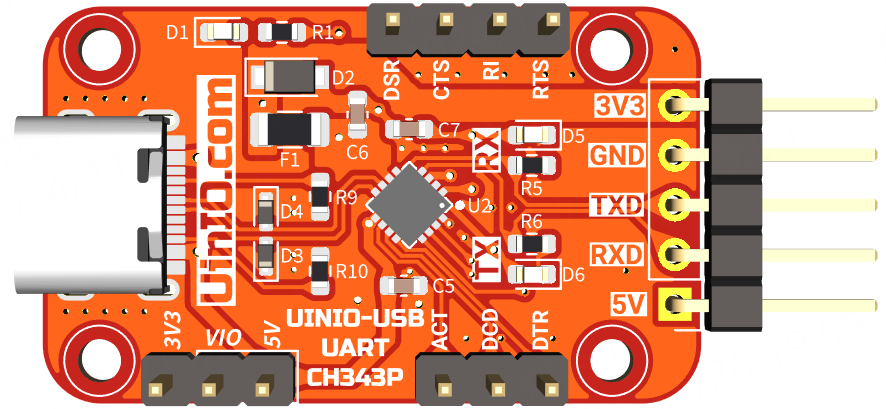 D1
R1
DSR
CTS
RI
RTS
D2
3V3
C7
RX
D5
F1
C6
GND
R5
UinIO.com
R9
D4
U2
TXD
R6
D3
R10
TX
RXD
D6
C5
5V
3V3
VIO
5V
UINIO-USB
UART
CH343P
ACT
DCD
DTR